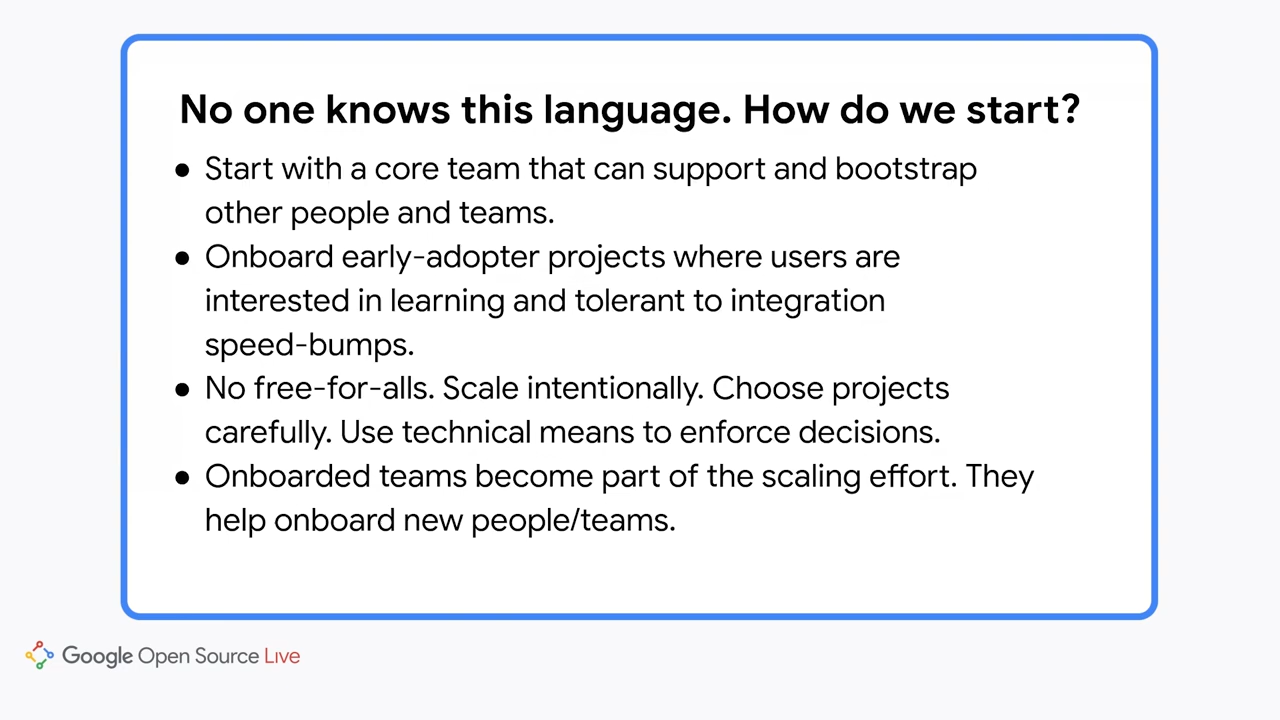 No one knows this language. How do we start?
● Start with a core team that can support and bootstrap
other people and teams.
● Onboard early-adopter projects where users are
interested in learning and tolerant to integration
speed-bumps.
● No free-for-alls. Scale intentionally. Choose projects
carefully. Use technical means to enforce decisions.
● Onboarded teams become part of the scaling effort. They
help onboard new people/teams.
Google Open Source Live